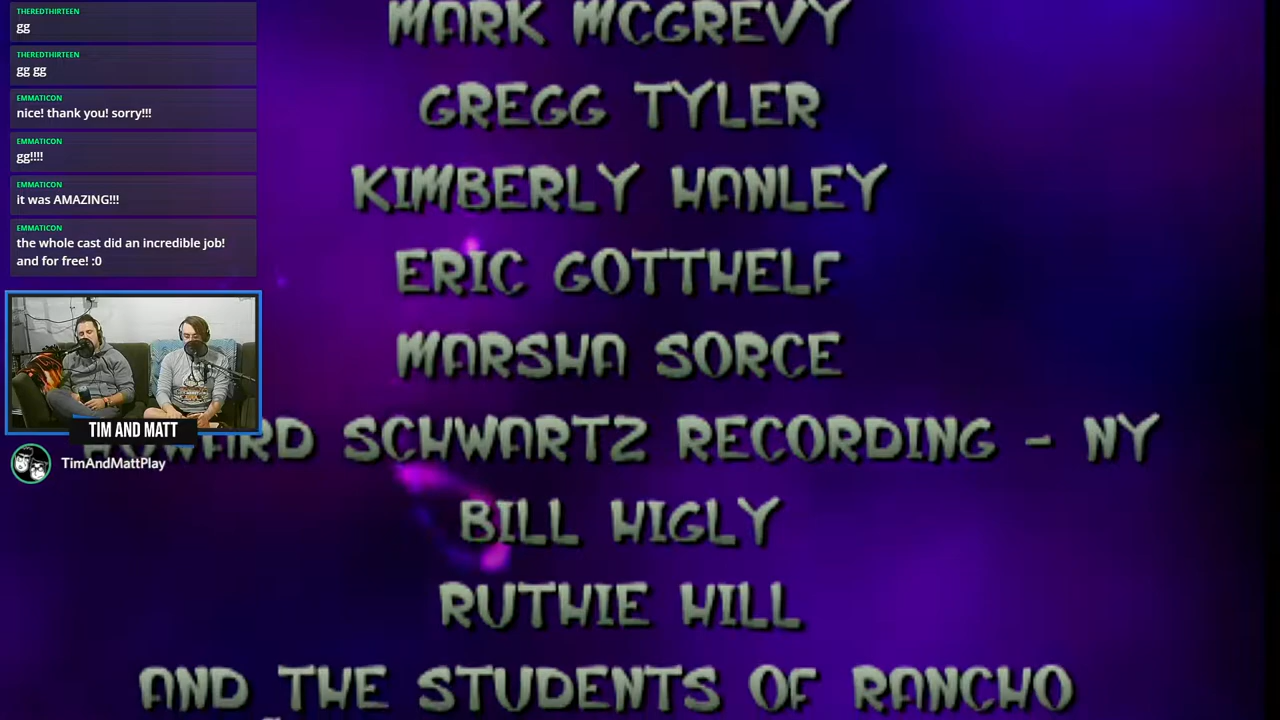 THEREDTHIRTEEN
gg
THEREDTHIRTEEN
gg gg
EMMATICON
nice! thank you! sorry!!!
EMMATICON
gg!!!!
EMMATICON
it was AMAZING!!!
EMMATICON
the whole cast did an incredible job!
and for free! :0
TIM AND MATT
TimAndMattPlay
MARK MCGREVY
GREGG TYLER
KIMBERLY HANLEY
ERIC GOTTHELF
MARSHA SORCE
HOWARD SCHWARTZ RECORDING - NY
BILL HIGLY
RUTHIE HILL
AND THE STUDENTS OF RANCHO